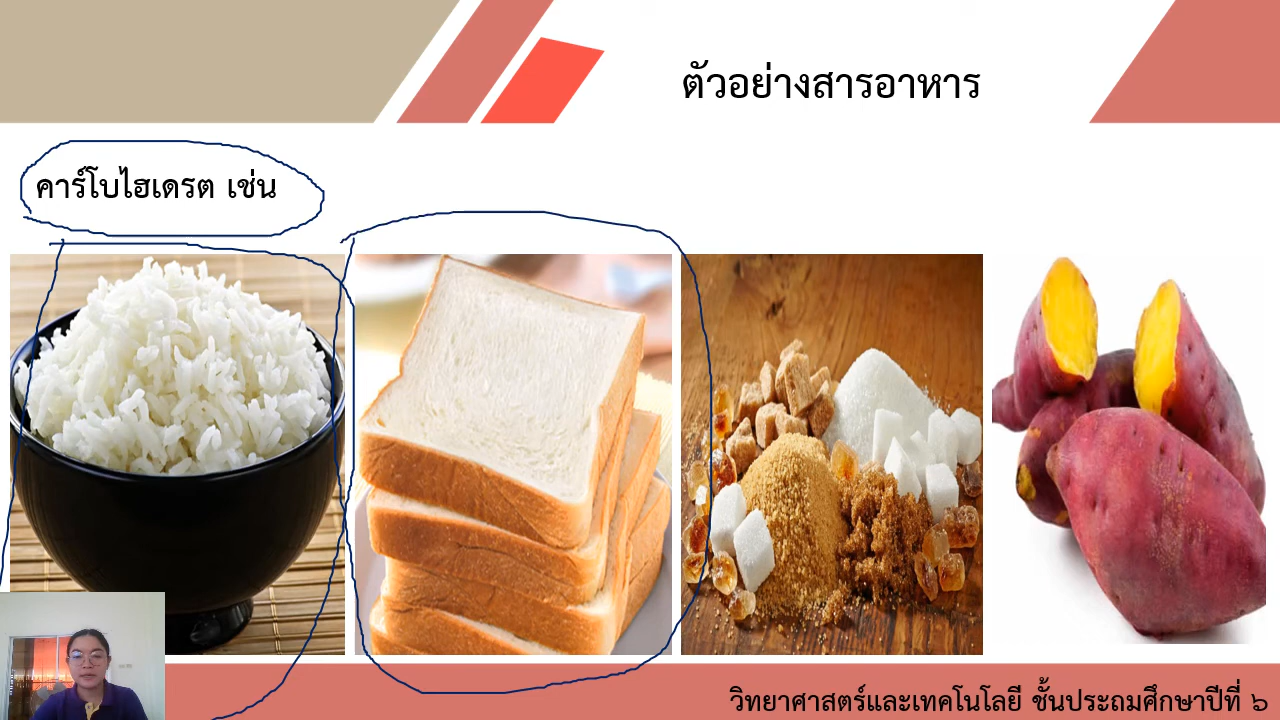 ตัวอย่างสารอาหาร
คาร์โบไฮเดรต เช่น
วิทยาศาสตร์และเทคโนโลยี ชั้นประถมศึกษาปีที่ ๖